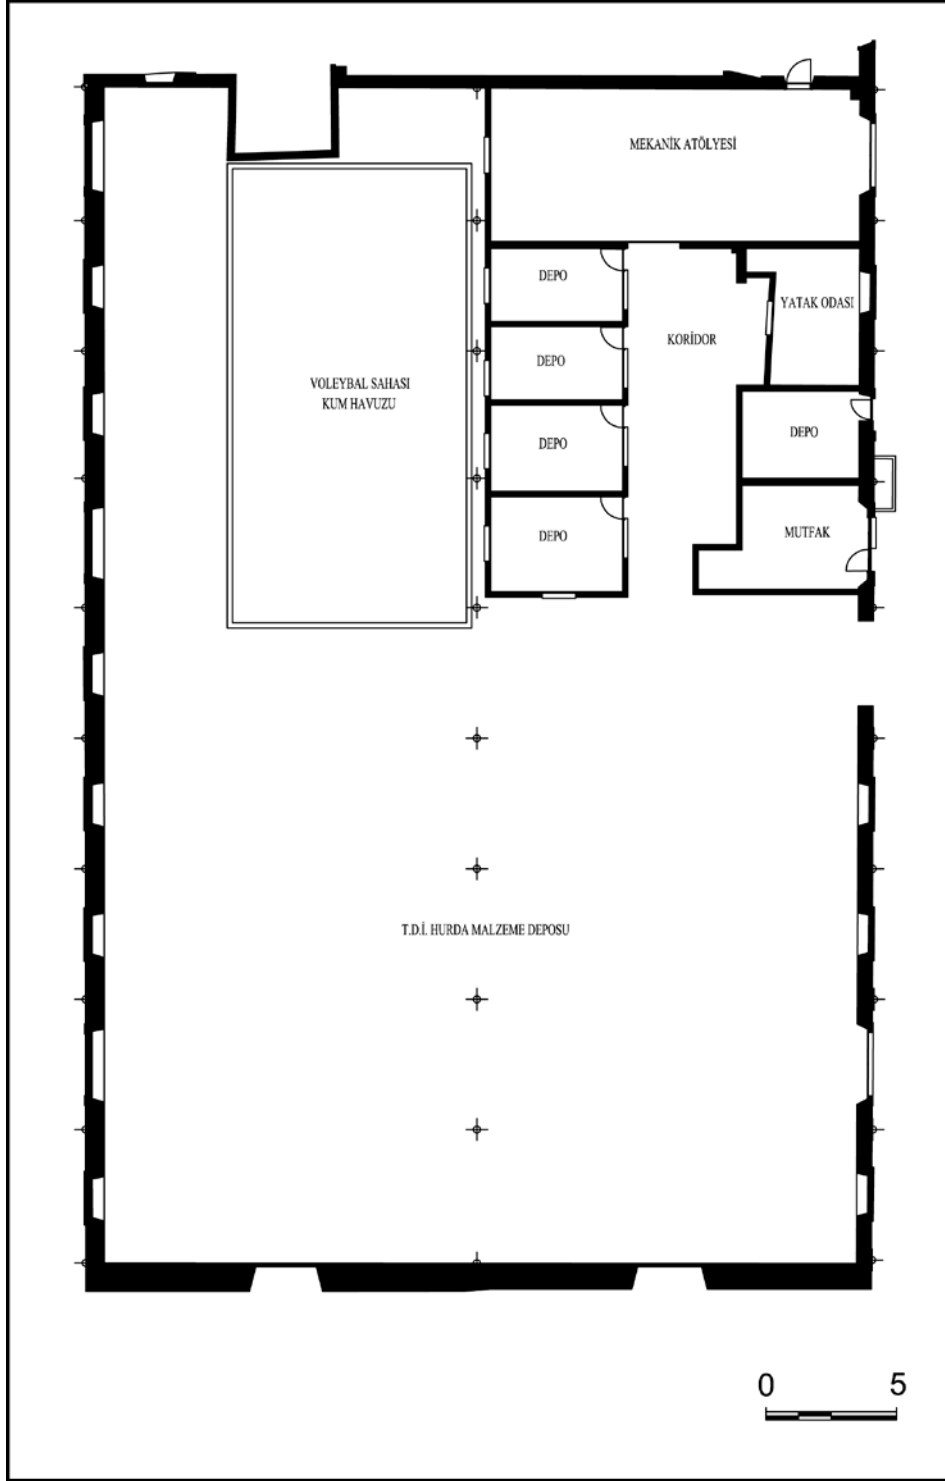 MEKANİK ATÖLYESİ
DEPO
YATAK ODASI
KORİDOR
DEPO
VOLEYBAL SAHASI
KUM HAVUZU
DEPO
DEPO
MUTFAK
DEPO
T.D.İ. HURDA MALZEME DEPOSU
0 5